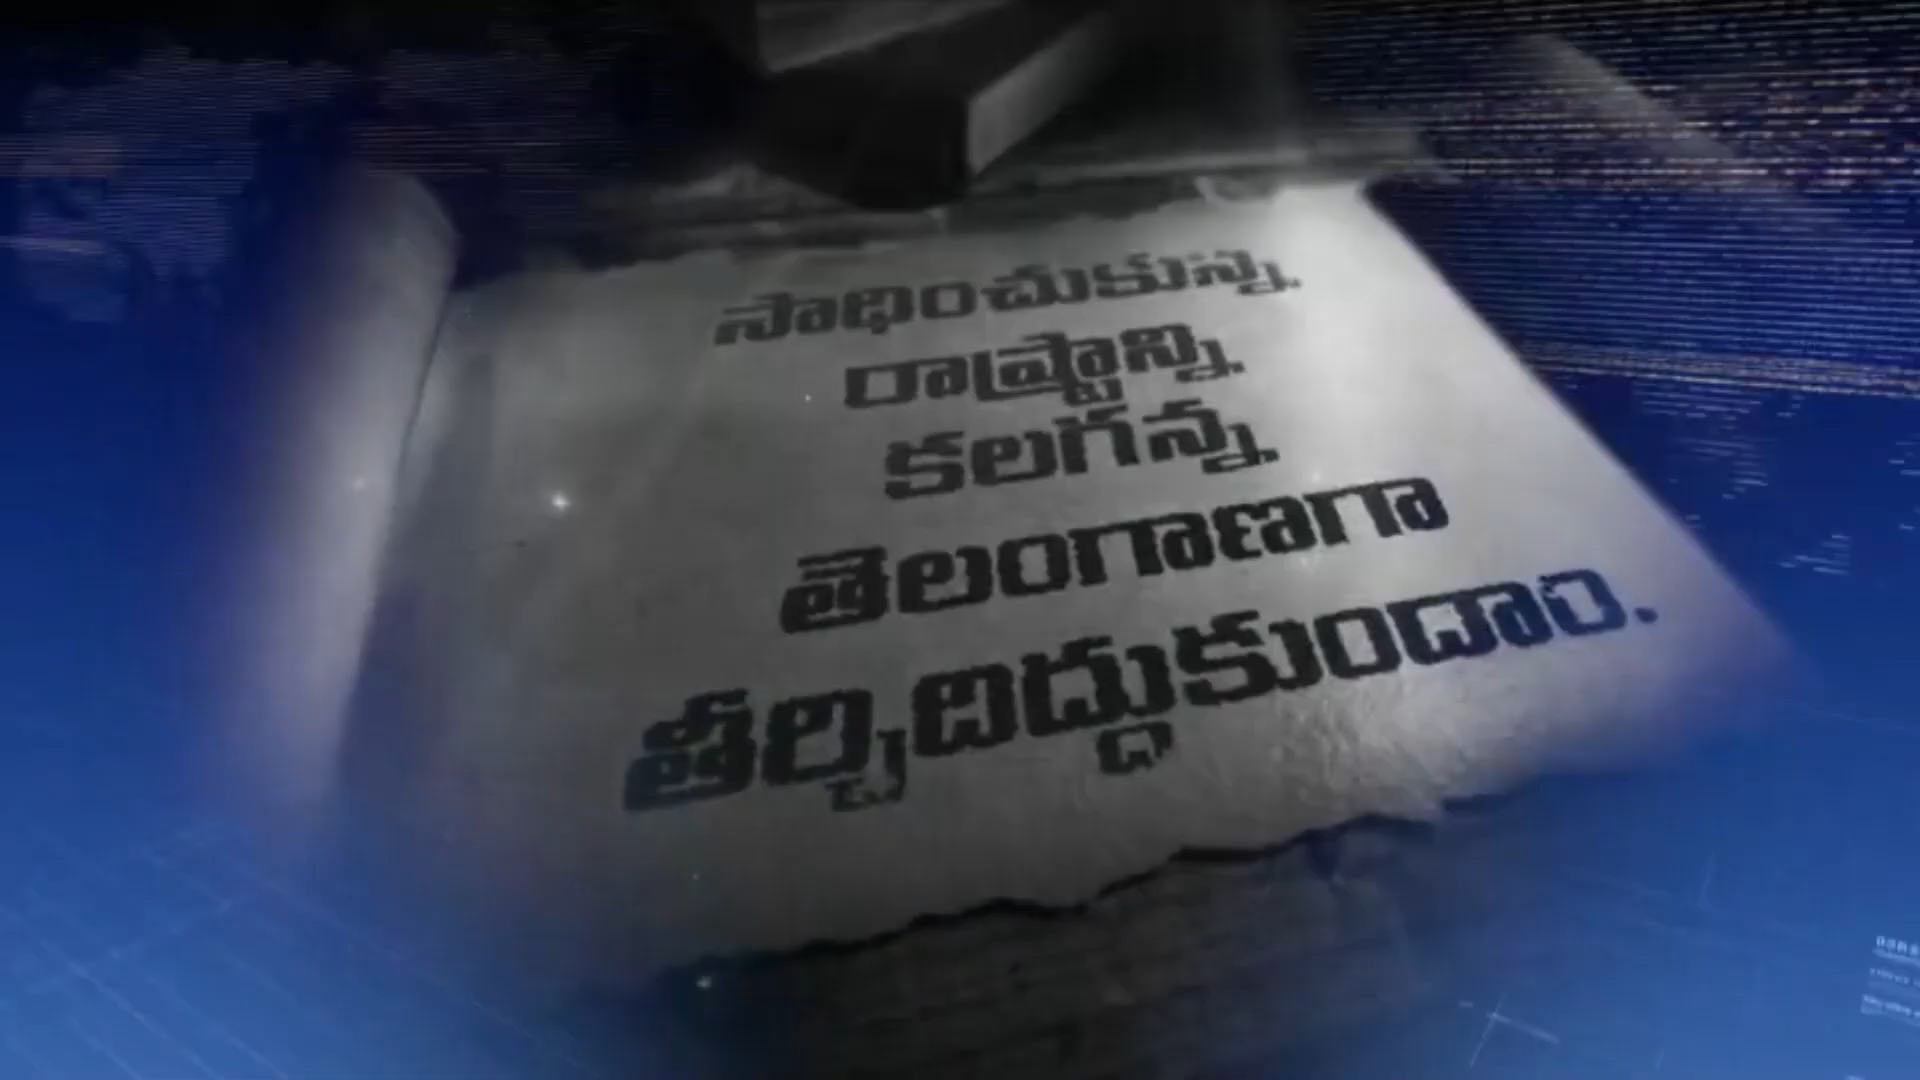 సాధించుకున్న
రాష్ట్రాన్ని
కలగన్న
తెలంగాణగా
తీర్చిదిద్దుకుందాం.